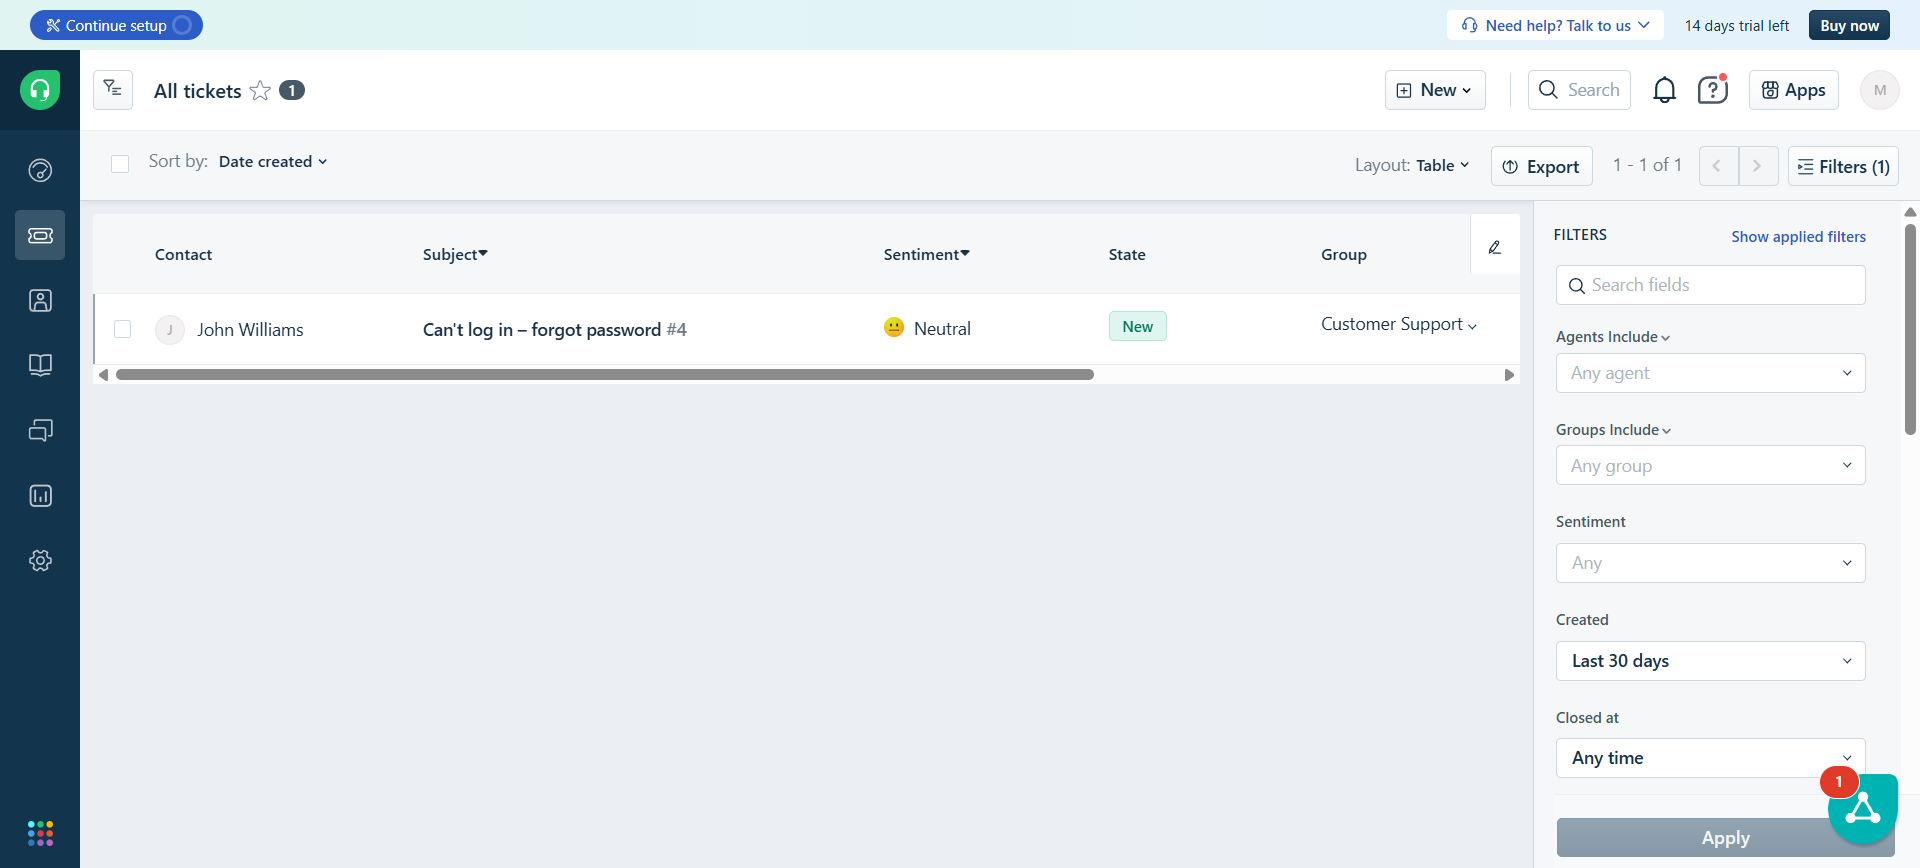 Continue setup
Need help? Talk to us
14 days trial left
Buy now
All tickets
1
New
Search
Apps
M
Sort by: Date created
Layout: Table
Export
1 - 1 of 1
Filters (1)
Contact
Subject
Sentiment
State
Group
J
John Williams
Can't log in – forgot password #4
Neutral
New
Customer Support
FILTERS
Show applied filters
Search fields
Agents Include
Any agent
Groups Include
Any group
Sentiment
Any
Created
Last 30 days
Closed at
Any time
1
Apply